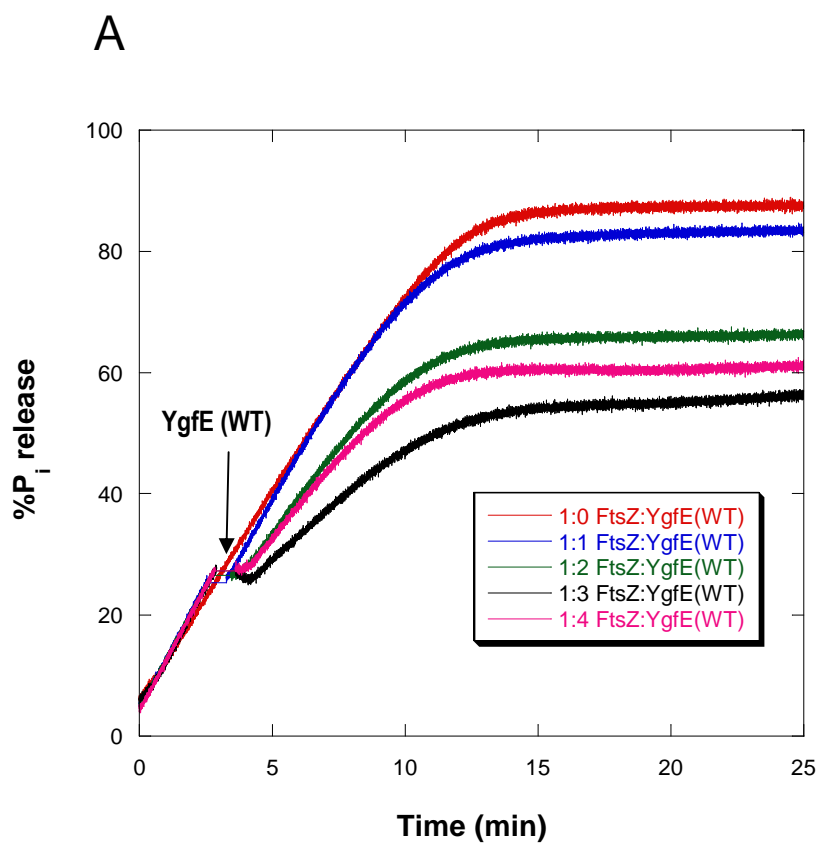 A
100
80
60
40
20
0
%Pi release
YgfE (WT)
1:0 FtsZ:YgfE(WT)
1:1 FtsZ:YgfE(WT)
1:2 FtsZ:YgfE(WT)
1:3 FtsZ:YgfE(WT)
1:4 FtsZ:YgfE(WT)
0 5 10 15 20 25
Time (min)